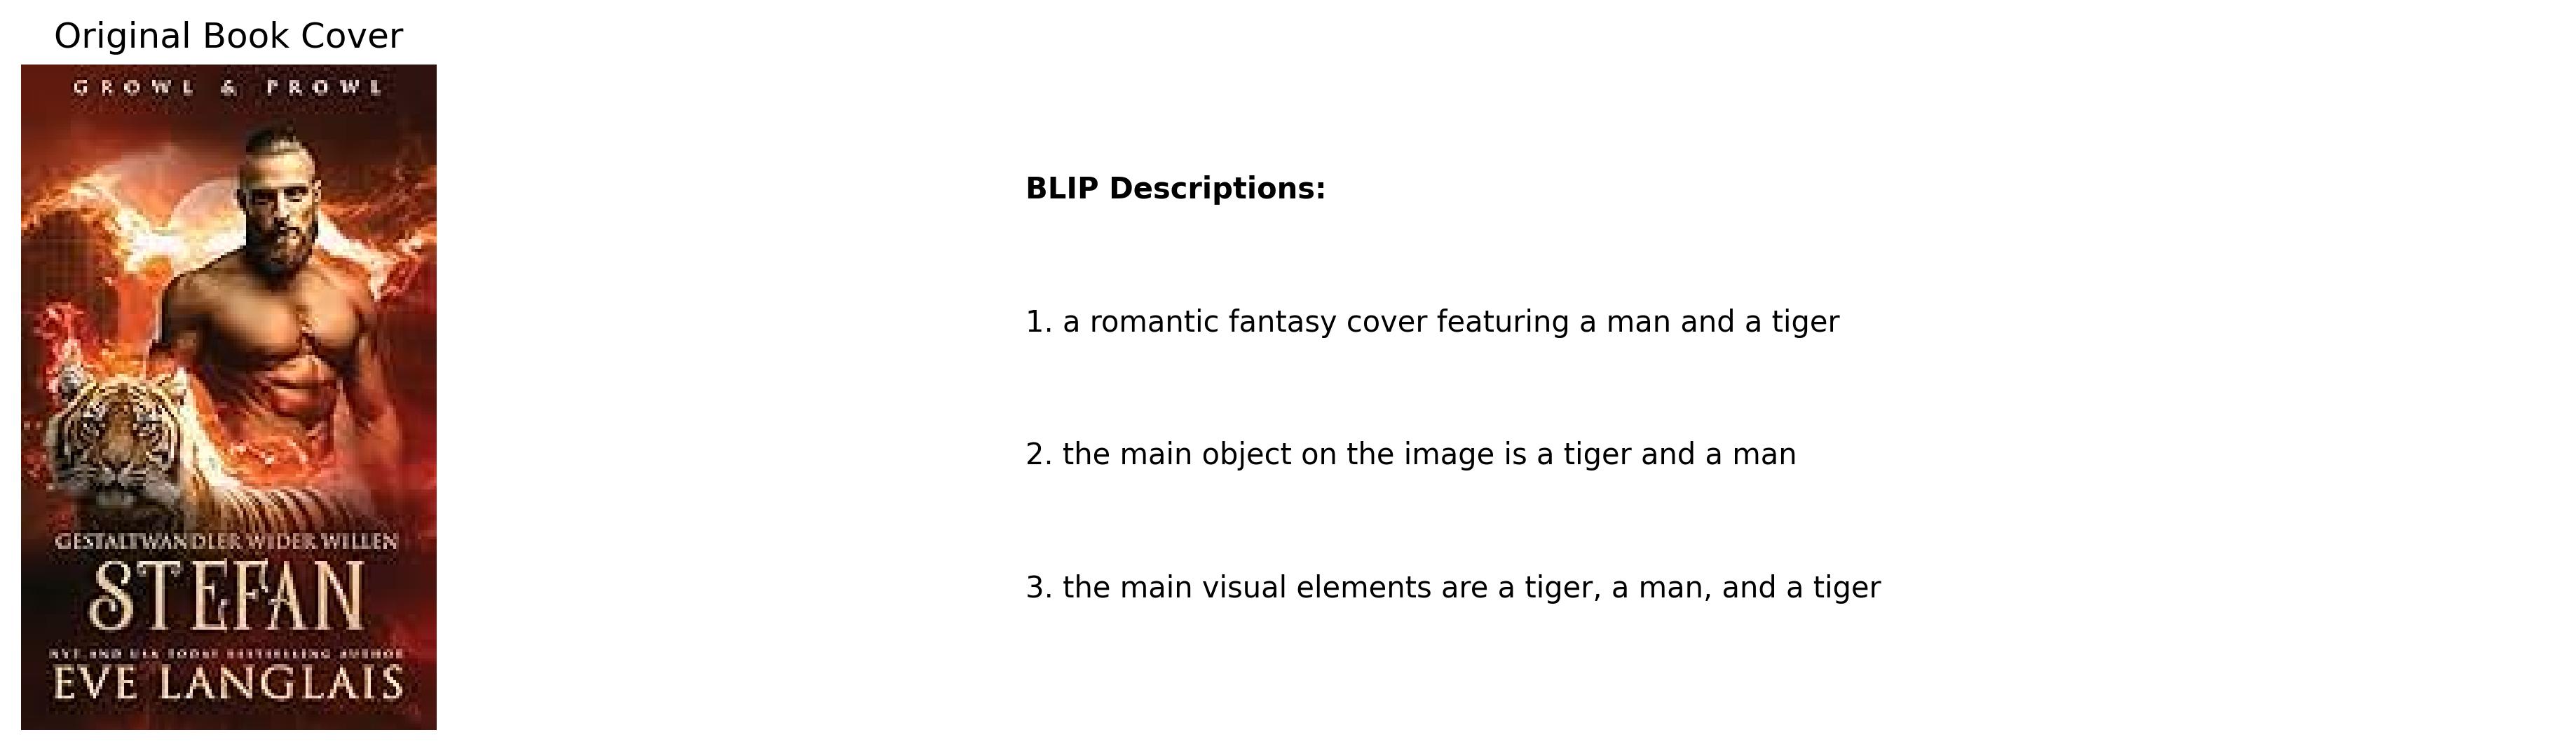 Original Book Cover
GROWL & PROWL
GESTALTWANDLER WIDER WILLEN
STEFAN
NYT AND USA TODAY BESTSELLING AUTHOR
EVE LANGLAIS
BLIP Descriptions:
1. a romantic fantasy cover featuring a man and a tiger
2. the main object on the image is a tiger and a man
3. the main visual elements are a tiger, a man, and a tiger